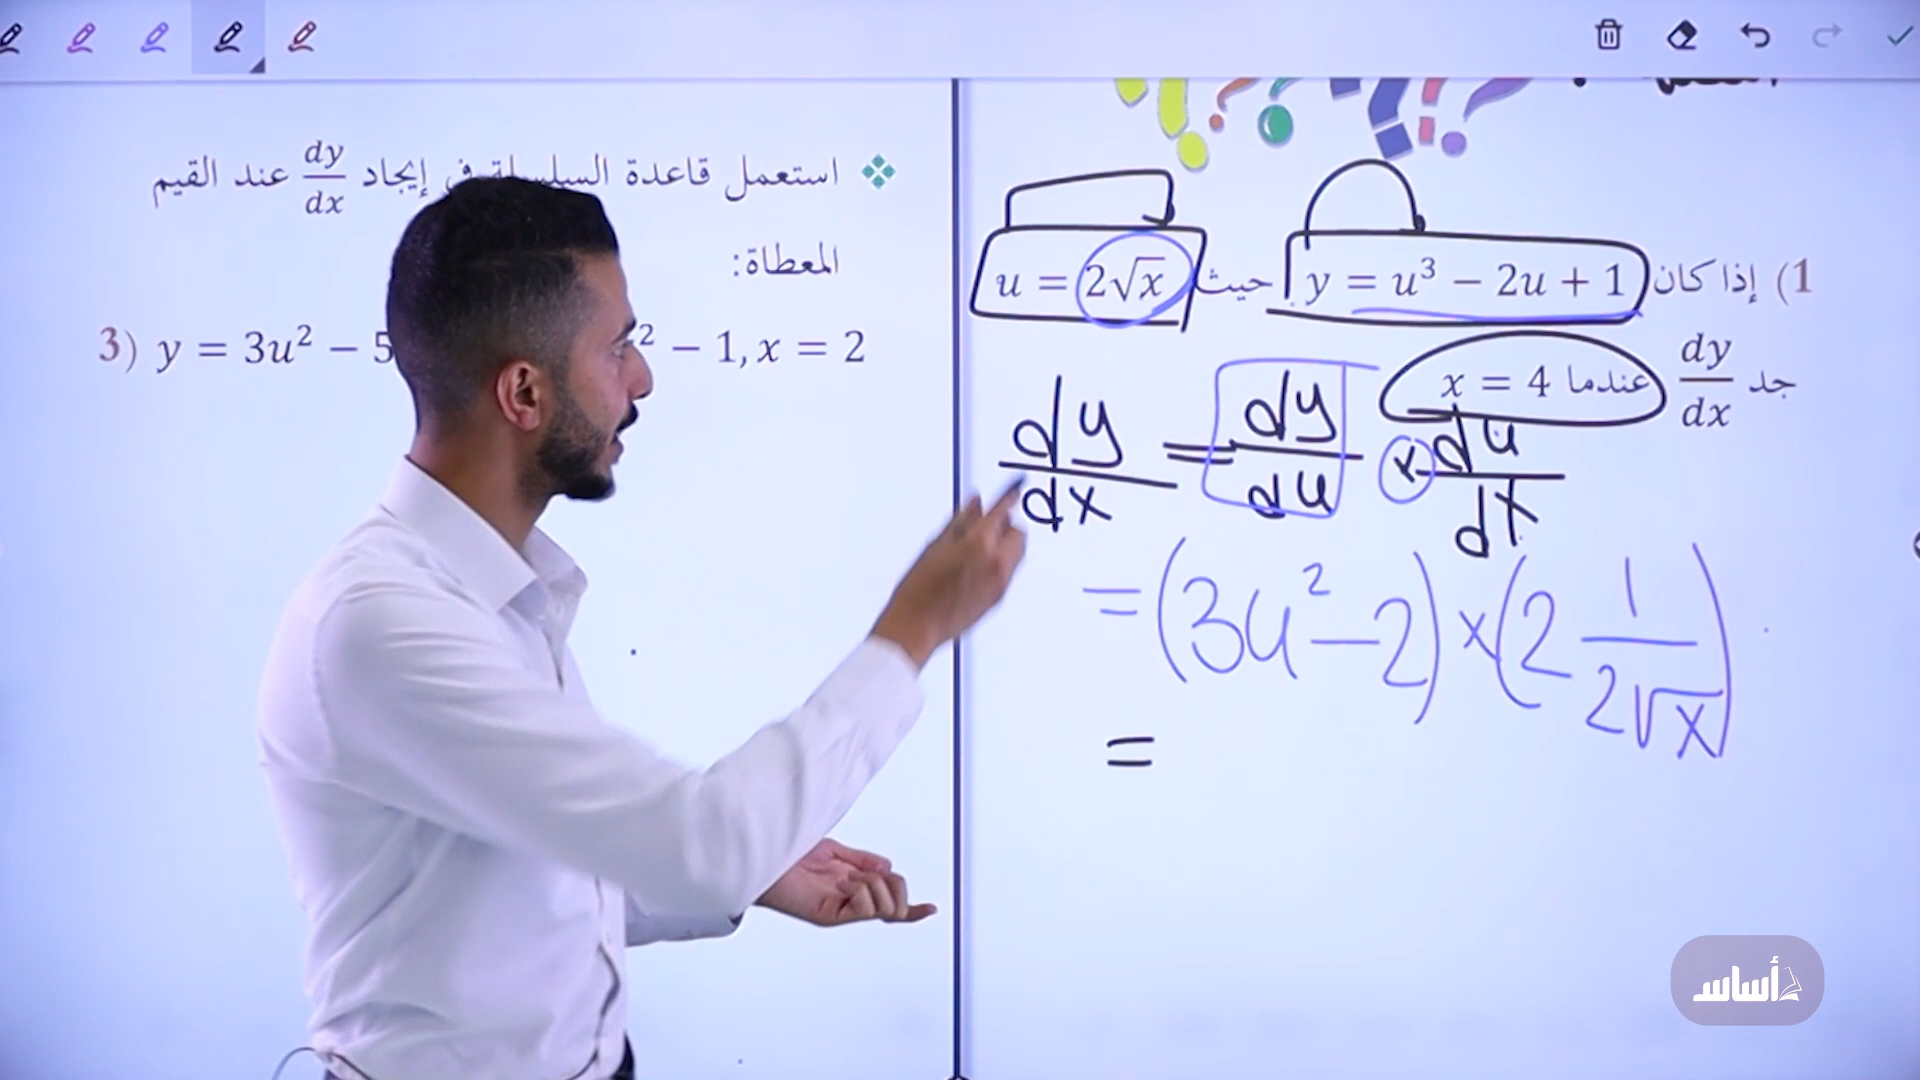 استعمل قاعدة السلسلة في إيجاد dy/dx عند القيم
المعطاة:
3) y = 3u² − 5 ² − 1, x = 2
1) إذا كان y = u³ − 2u + 1 حيث u = 2√x
جد dy/dx عندما x = 4
dy/dx = dy/du × du/dx
= (3u² − 2) × (2 1/2√x)
=
أساس